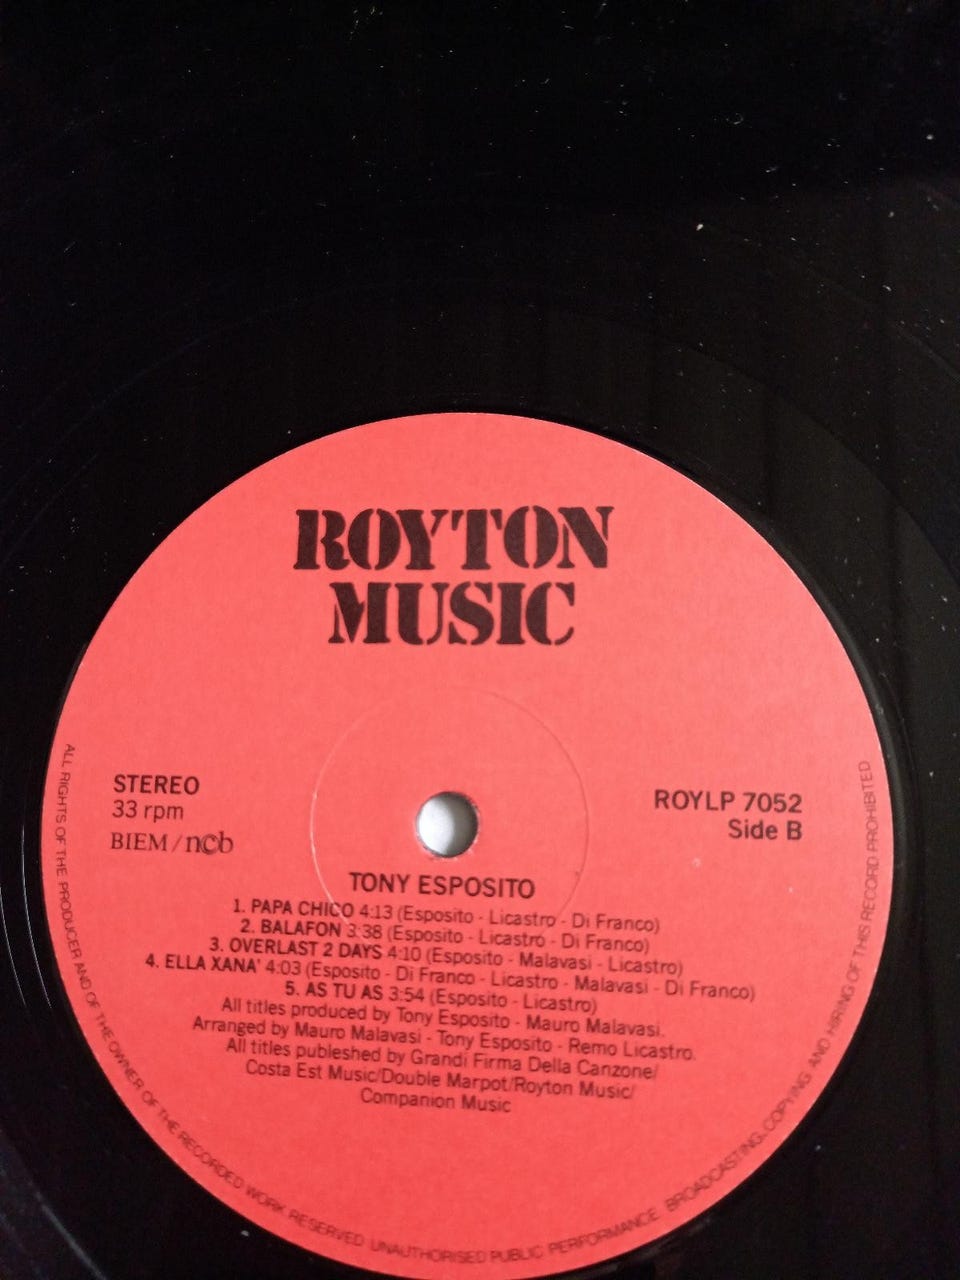 ROYTON
MUSIC
STEREO
33 rpm
BIEM/ncb
ROYLP 7052
Side B
TONY ESPOSITO
1. PAPA CHICO 4:13 (Esposito - Licastro - Di Franco)
2. BALAFON 3:38 (Esposito - Licastro - Di Franco)
3. OVERLAST 2 DAYS 4:10 (Esposito - Malavasi - Licastro)
4. ELLA XANA' 4:03 (Esposito - Di Franco - Licastro - Malavasi - Di Franco)
5. AS TU AS 3:54 (Esposito - Licastro)
All titles produced by Tony Esposito - Mauro Malavasi.
Arranged by Mauro Malavasi - Tony Esposito - Remo Licastro.
All titles publeshed by Grandi Firma Della Canzone/
Costa Est Music/Double Marpot/Royton Music/
Companion Music
ALL RIGHTS OF THE PRODUCER AND OF THE OWNER OF THE RECORDED WORK RESERVED. UNAUTHORISED PUBLIC PERFORMANCE, BROADCASTING, COPYING AND HIRING OF THIS RECORD PROHIBITED